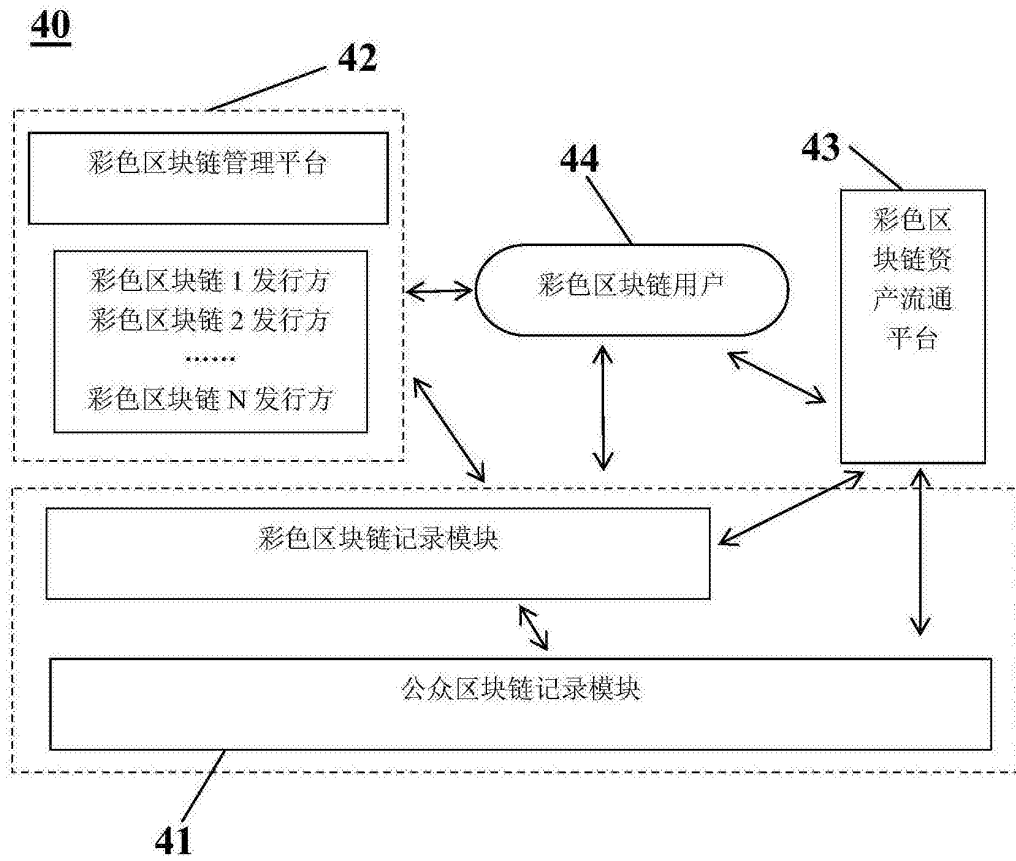 40
42
彩色区块链管理平台
彩色区块链 1 发行方
彩色区块链 2 发行方
……
彩色区块链 N 发行方
44
彩色区块链用户
43
彩色区
块链资
产流通
平台
彩色区块链记录模块
公众区块链记录模块
41